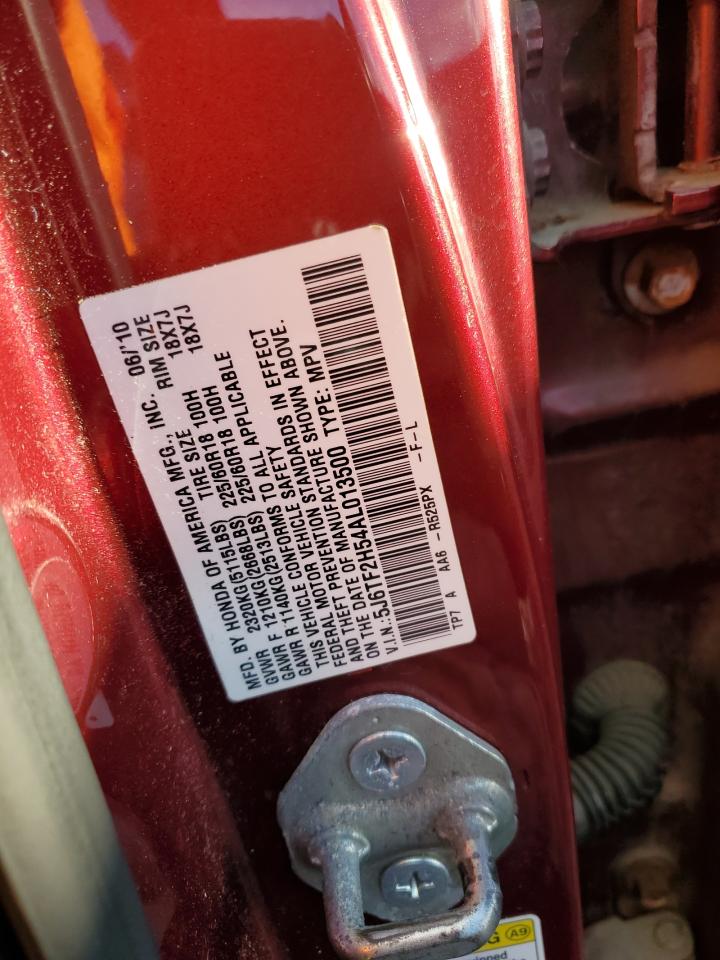 MFD. BY HONDA OF AMERICA MFG., INC. 06/'10
TIRE SIZE RIM SIZE
GVWR 2320KG(5115LBS)
GAWR F 1210KG(2668LBS) 225/60R18 100H 18X7J
GAWR R 1140KG(2513LBS) 225/60R18 100H 18X7J
THIS VEHICLE CONFORMS TO ALL APPLICABLE
FEDERAL MOTOR VEHICLE SAFETY
AND THEFT PREVENTION STANDARDS IN EFFECT
ON THE DATE OF MANUFACTURE SHOWN ABOVE.
V.I.N.:5J6TF2H54AL013500 TYPE: MPV
TP7 A AA6 -R525PX -F-L
G A9